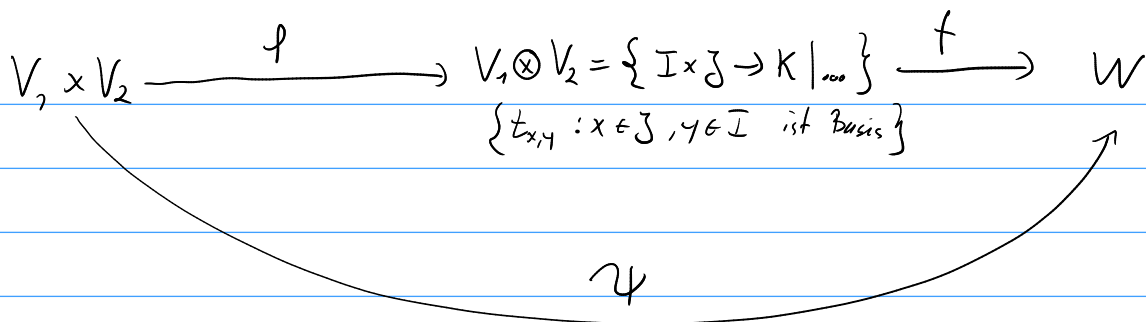 φ f
V₁ × V₂ → V₁ ⊗ V₂ = { I × J → K | ... } → W
{ t_{x,y} : x ∈ J , y ∈ I ist Basis }
ψ